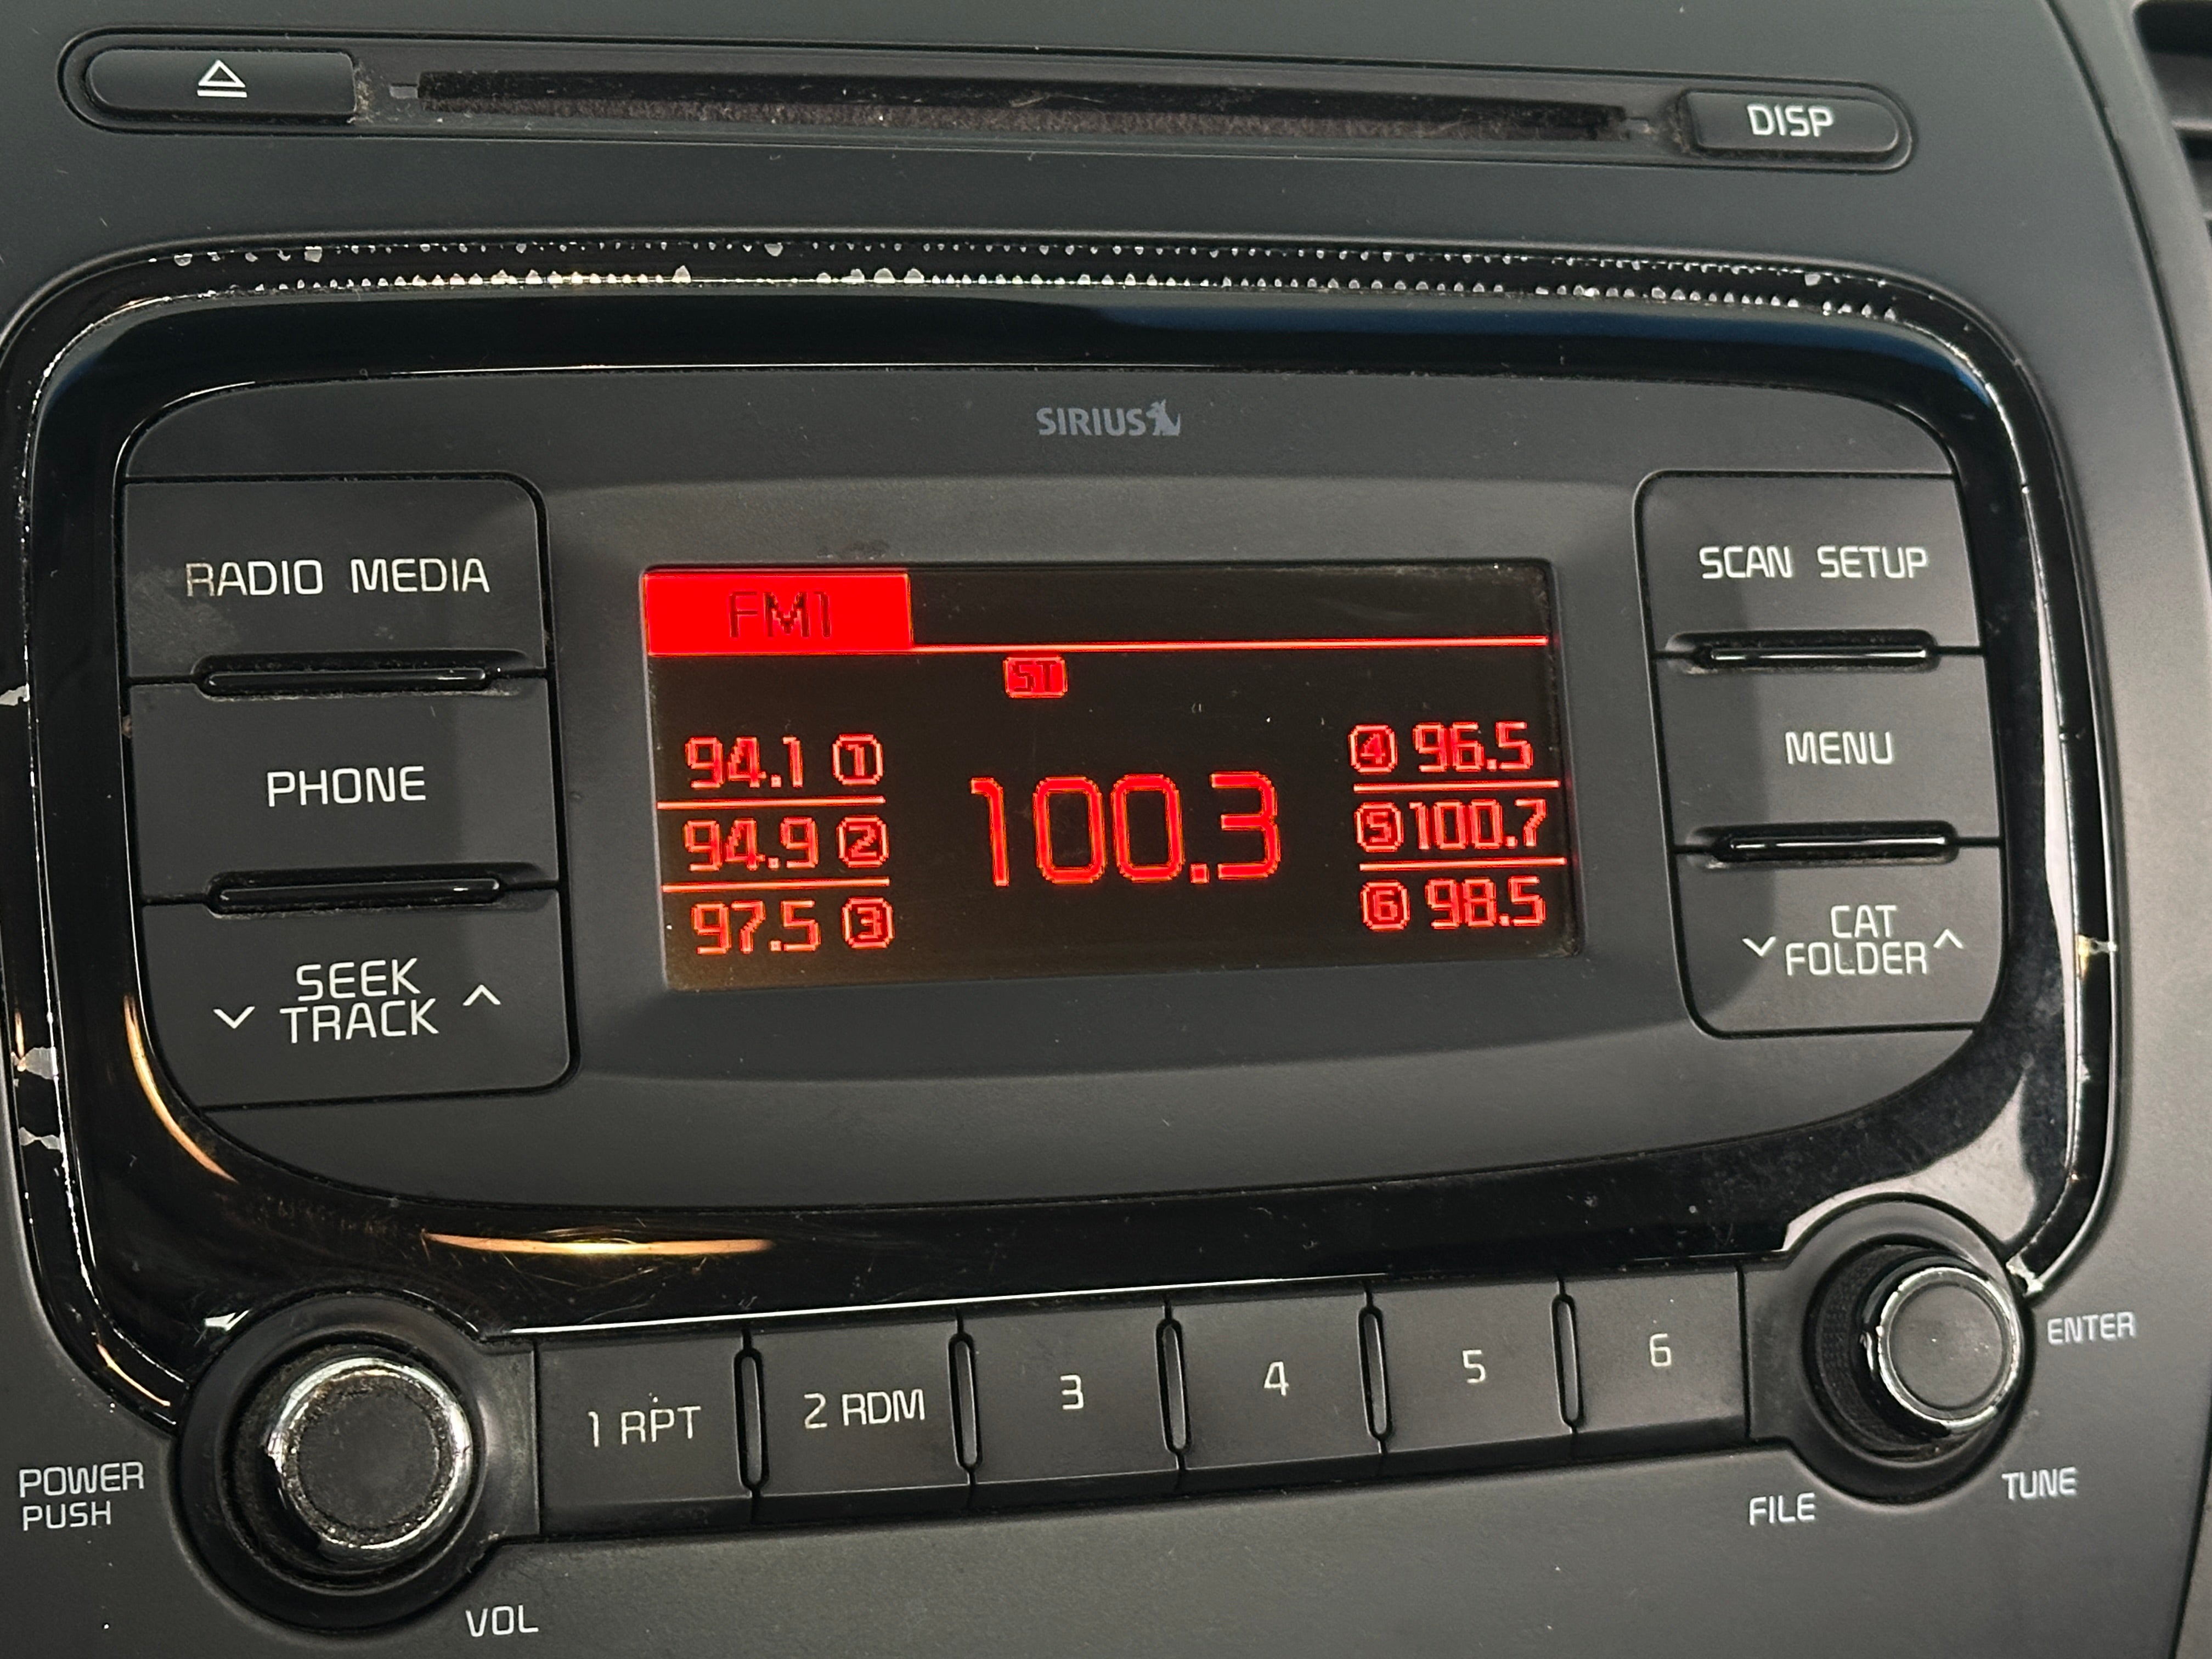 DISP
SIRIUS
RADIO MEDIA
SCAN SETUP
FM1
ST
PHONE
MENU
94.1 1
94.9 2
97.5 3
100.3
4 96.5
5 100.7
6 98.5
SEEK
TRACK
CAT
FOLDER
POWER
PUSH
VOL
1 RPT
2 RDM
3
4
5
6
ENTER
TUNE
FILE